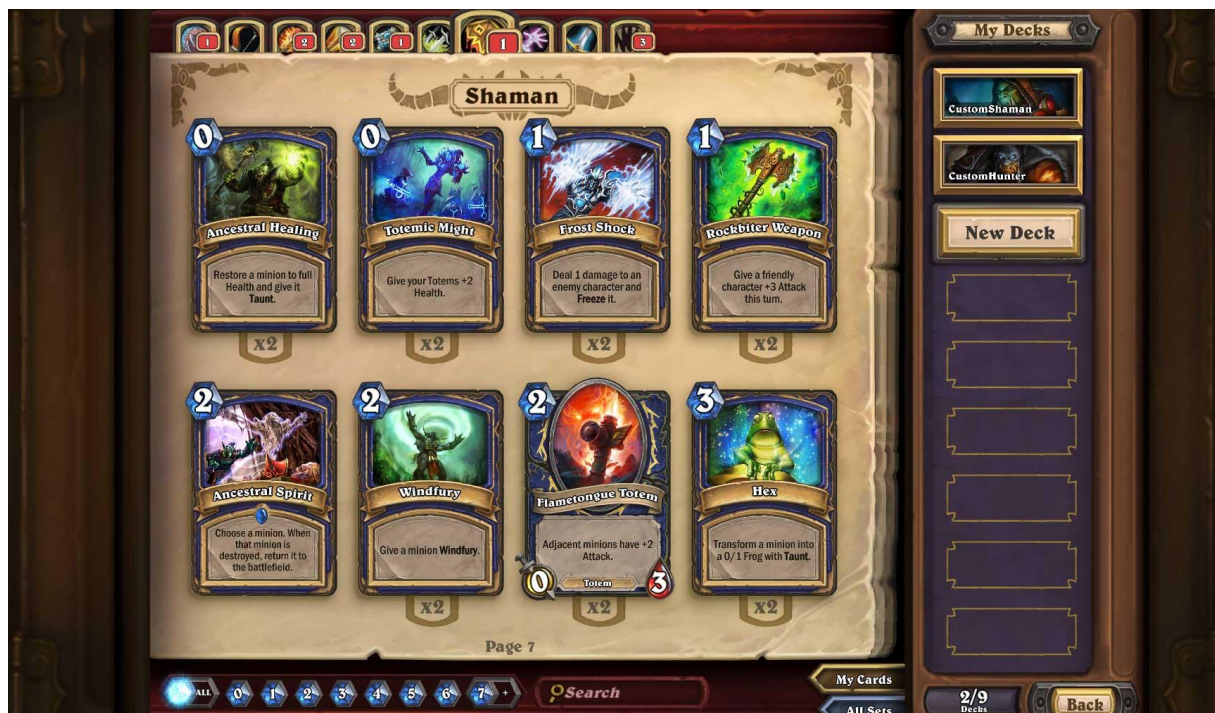 1
2
2
1
1
3
My Decks
Shaman
0
Ancestral Healing
Restore a minion to full
Health and give it
Taunt.
x2
0
Totemic Might
Give your Totems +2
Health.
x2
1
Frost Shock
Deal 1 damage to an
enemy character and
Freeze it.
x2
1
Rockbiter Weapon
Give a friendly
character +3 Attack
this turn.
x2
2
Ancestral Spirit
Choose a minion. When
that minion is
destroyed, return it to
the battlefield.
2
Windfury
Give a minion Windfury.
x2
2
Flametongue Totem
Adjacent minions have +2
Attack.
0
Totem
3
x2
3
Hex
Transform a minion into
a 0/1 Frog with Taunt.
x2
Page 7
CustomShaman
CustomHunter
New Deck
ALL 0 1 2 3 4 5 6 7 +
Search
My Cards
All Sets
2/9
Decks
Back